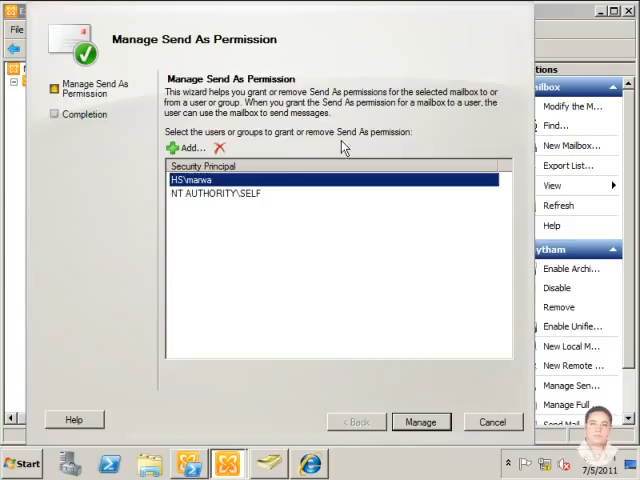 Manage Send As Permission
File
Manage Send As
Permission
Completion
Manage Send As Permission
This wizard helps you grant or remove Send As permissions for the selected mailbox to or
from a user or group. When you grant the Send As permission for a mailbox to a user, the
user can use the mailbox to send messages.
Select the users or groups to grant or remove Send As permission:
Add...
Security Principal
HS\marwa
NT AUTHORITY\SELF
Help
< Back
Manage
Cancel
tions
ilbox
Modify the M...
Find...
Export List...
View
Refresh
Help
ytham
Enable Archi...
Disable
Remove
Enable Unifie...
New Local M...
New Remote ...
Manage Sen...
Manage Full ...
Send Mail
Start
7/5/2011